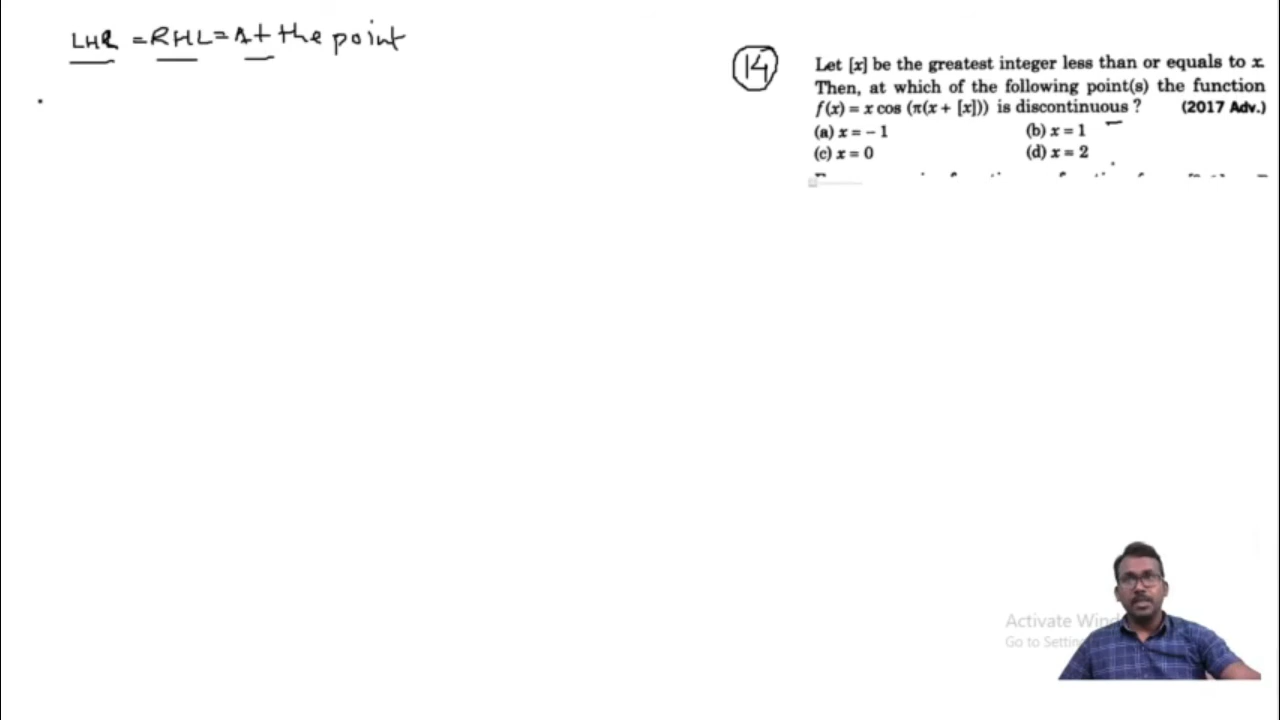 LHR = RHL = At the point
14
Let [x] be the greatest integer less than or equals to x.
Then, at which of the following point(s) the function
f(x) = x cos (π(x + [x])) is discontinuous ? (2017 Adv.)
(a) x = – 1 (b) x = 1
(c) x = 0 (d) x = 2
Activate Wind
Go to Settin